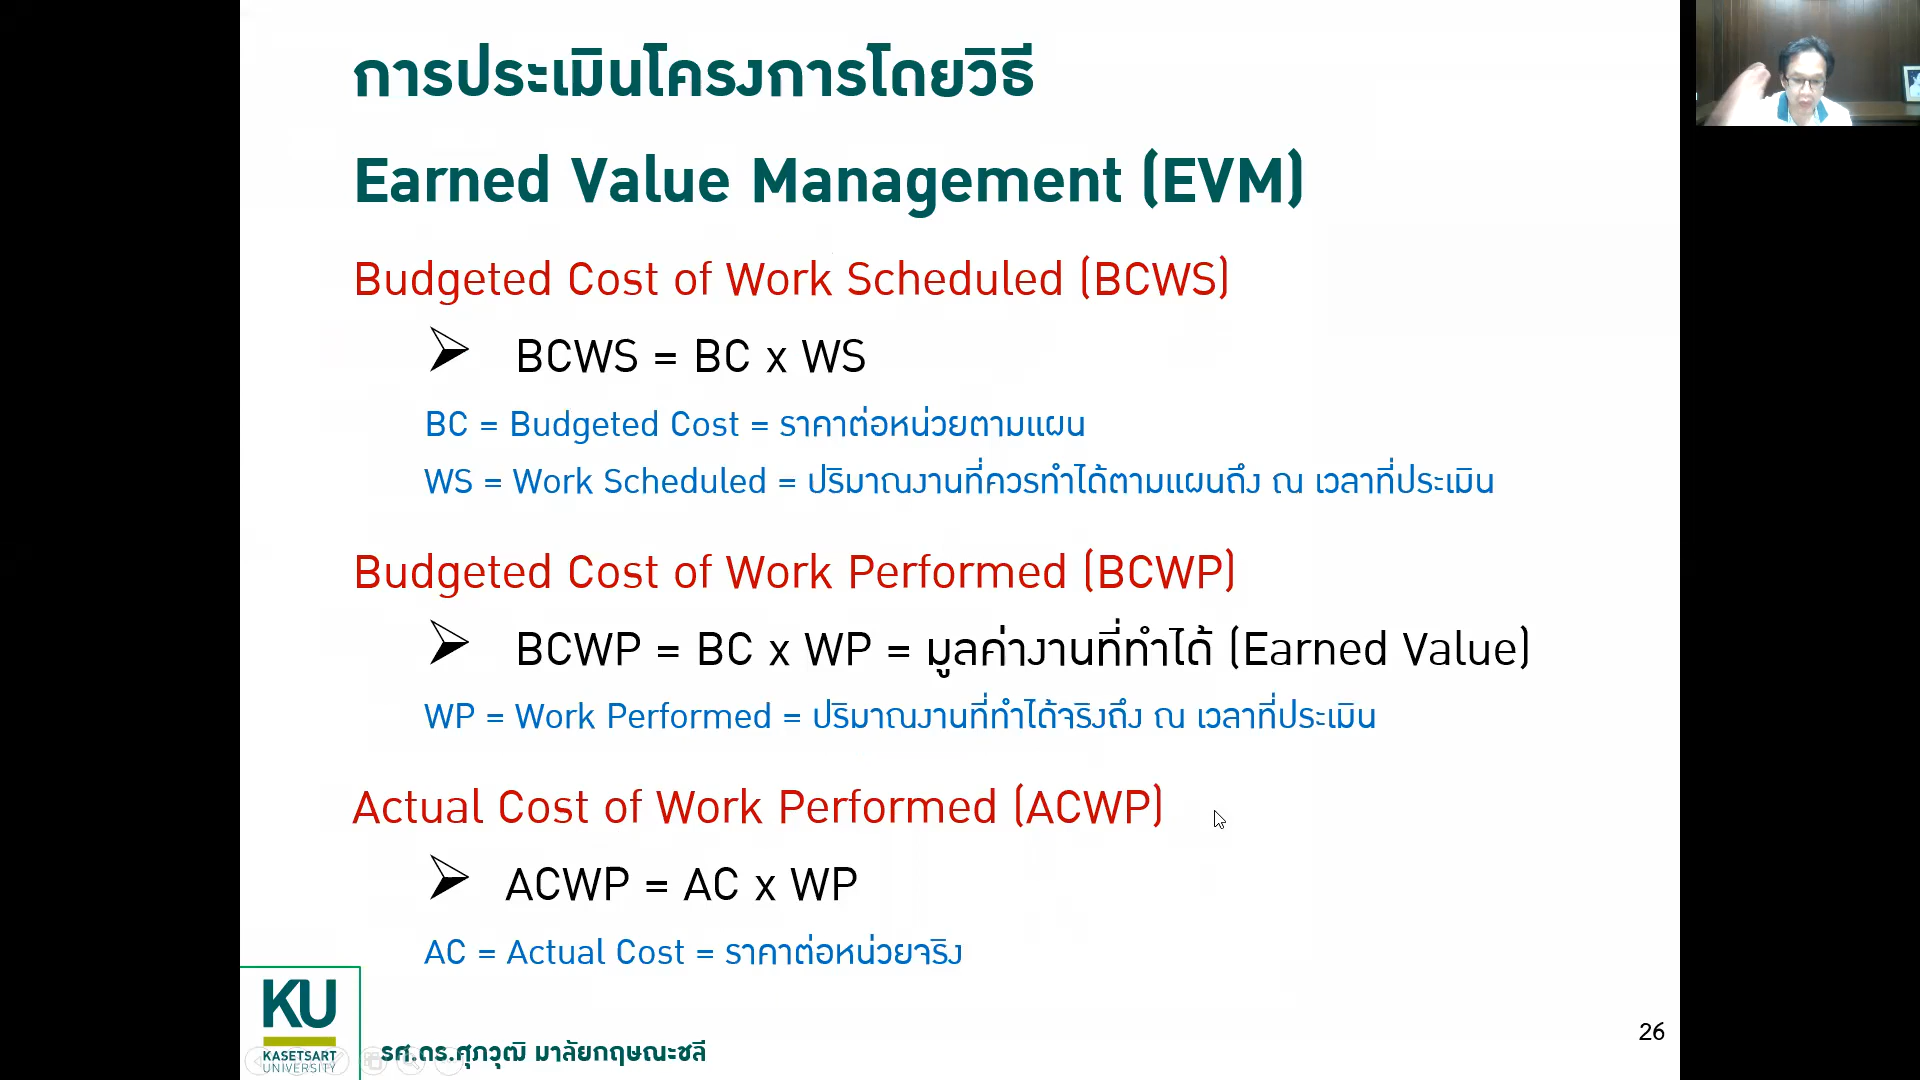 การประเมินโครงการโดยวิธี
Earned Value Management (EVM)
Budgeted Cost of Work Scheduled (BCWS)
➢ BCWS = BC x WS
BC = Budgeted Cost = ราคาต่อหน่วยตามแผน
WS = Work Scheduled = ปริมาณงานที่ควรทำได้ตามแผนถึง ณ เวลาที่ประเมิน
Budgeted Cost of Work Performed (BCWP)
➢ BCWP = BC x WP = มูลค่างานที่ทำได้ (Earned Value)
WP = Work Performed = ปริมาณงานที่ทำได้จริงถึง ณ เวลาที่ประเมิน
Actual Cost of Work Performed (ACWP)
➢ ACWP = AC x WP
AC = Actual Cost = ราคาต่อหน่วยจริง
KU
KASETSART
UNIVERSITY
รศ.ดร.ศุภวุฒิ มาลัยกฤษณะชลี
26